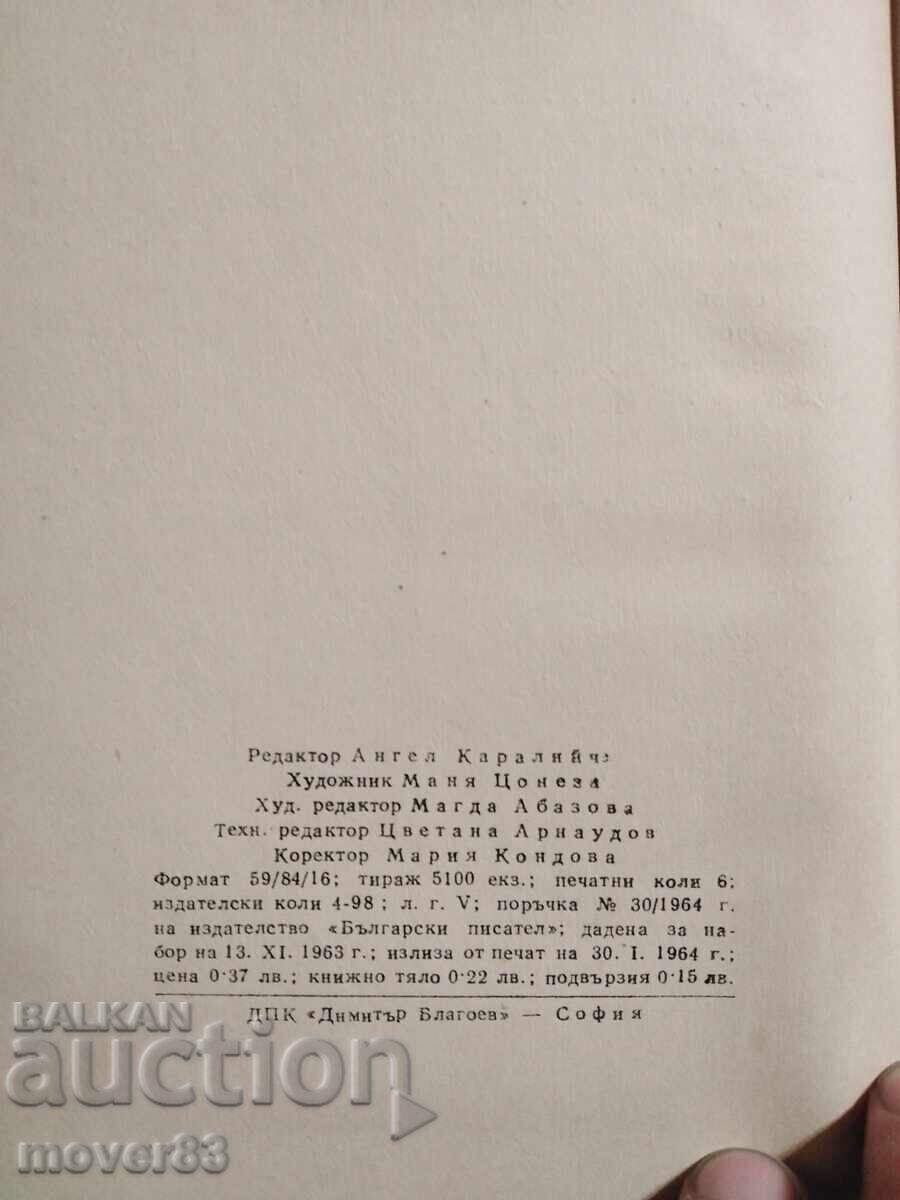 Редактор Ангел Каралийч
Художник Маня Цонева
Худ. редактор Магда Абазова
Техн. редактор Цветана Арнаудов
Коректор Мария Кондова
Формат 59/84/16; тираж 5100 екз.; печатни коли 6;
издателски коли 4·98; л. г. V; поръчка № 30/1964 г.
на издателство «Български писател»; дадена за на-
бор на 13. XI. 1963 г.; излиза от печат на 30. I. 1964 г.;
цена 0·37 лв.; книжно тяло 0·22 лв.; подвързия 0·15 лв.
ДПК «Димитър Благоев» — София
BALKAN
auction
mover83